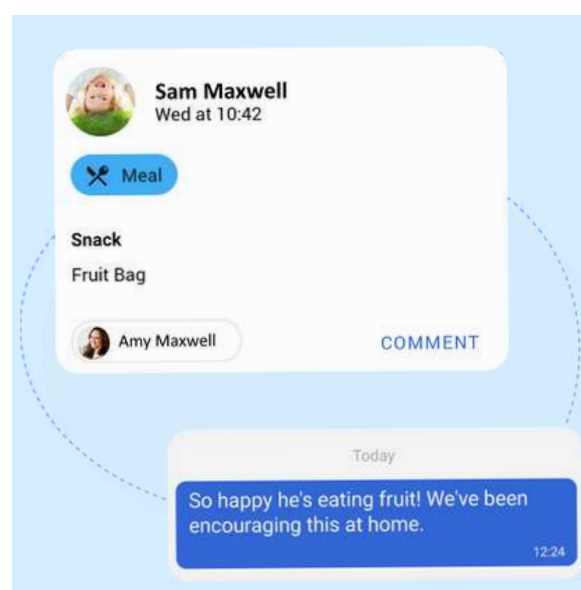 Sam Maxwell
Wed at 10:42
Meal
Snack
Fruit Bag
Amy Maxwell
COMMENT
Today
So happy he's eating fruit! We've been
encouraging this at home.
12:24